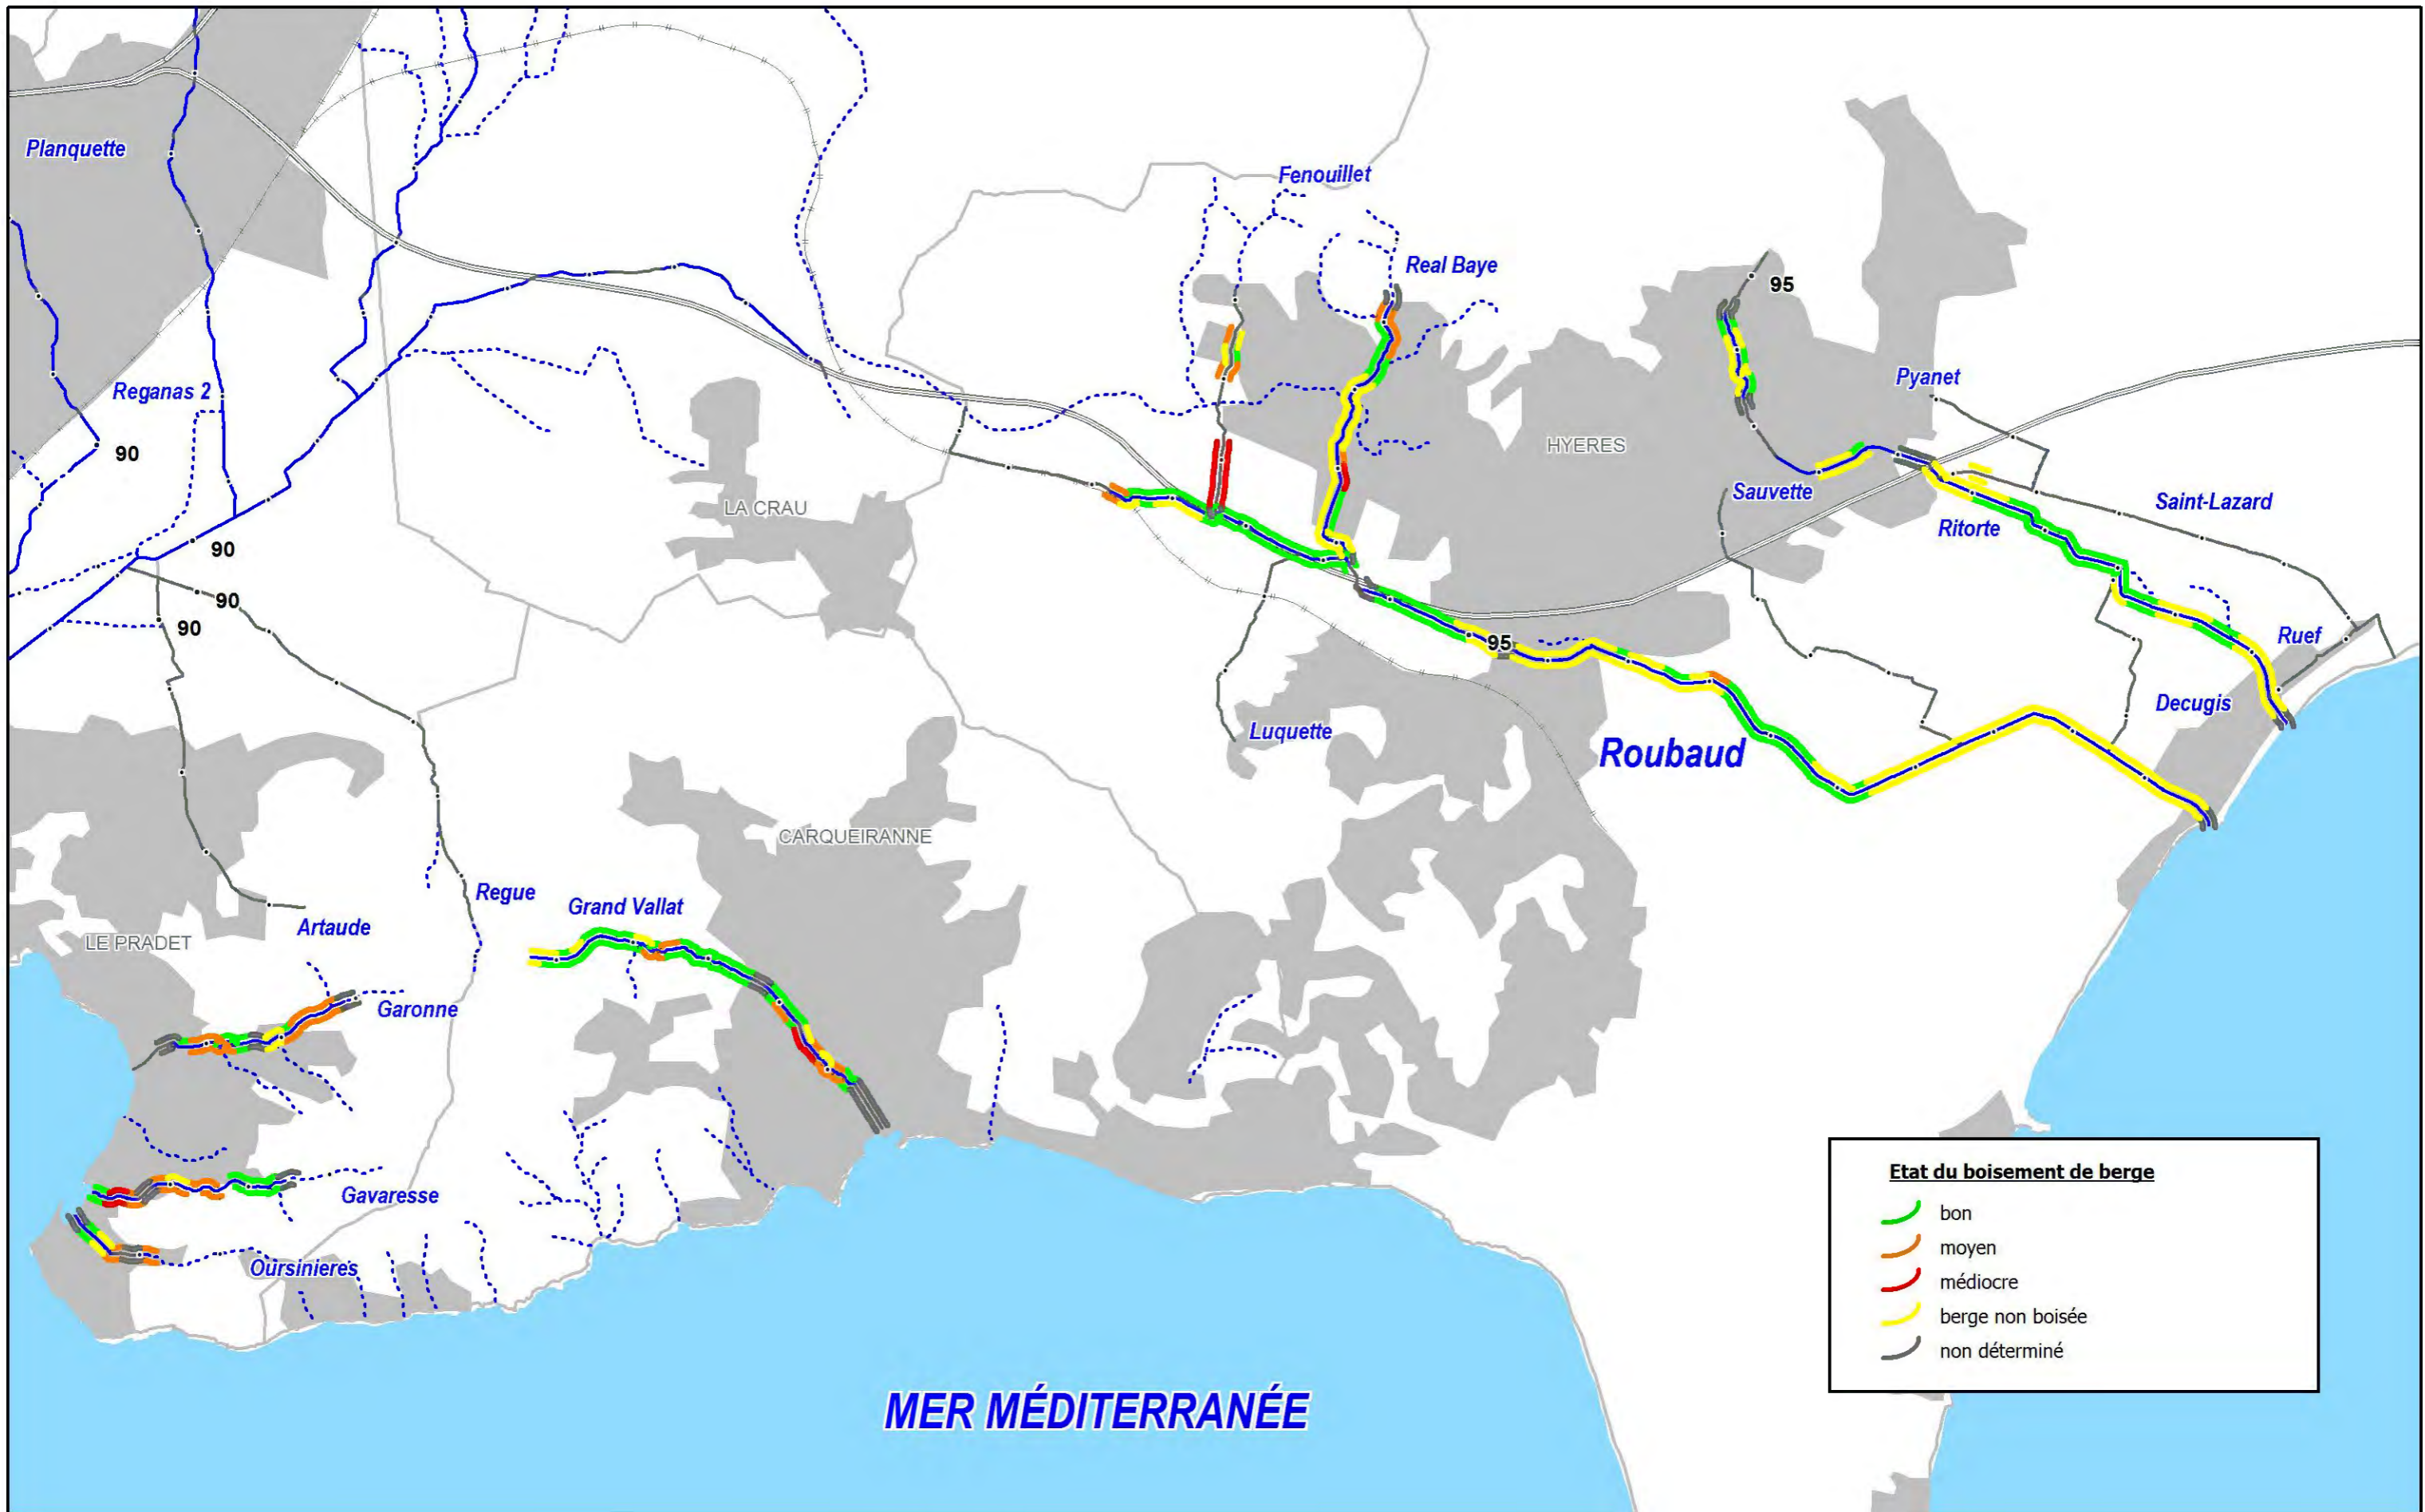 Planquette
Fenouillet
Real Baye
95
Reganas 2
Pyanet
90
HYERES
Sauvette
Saint-Lazard
LA CRAU
Ritorte
90
90
90
95
Ruef
Decugis
Luquette
Roubaud
CARQUEIRANNE
Regue
Grand Vallat
Artaude
LE PRADET
Garonne
Gavaresse
Oursinieres
Etat du boisement de berge
bon
moyen
médiocre
berge non boisée
non déterminé
MER MÉDITERRANÉE